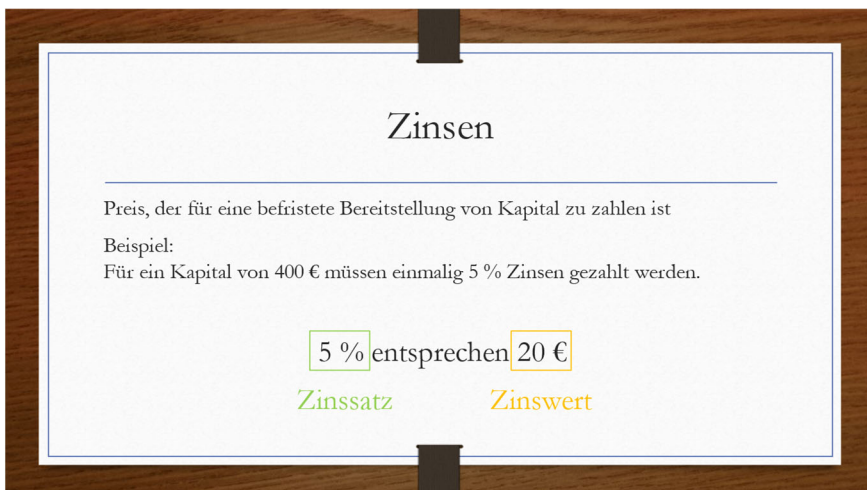 Zinsen
Preis, der für eine befristete Bereitstellung von Kapital zu zahlen ist
Beispiel:
Für ein Kapital von 400 € müssen einmalig 5 % Zinsen gezahlt werden.
5 % entsprechen 20 €
Zinssatz Zinswert